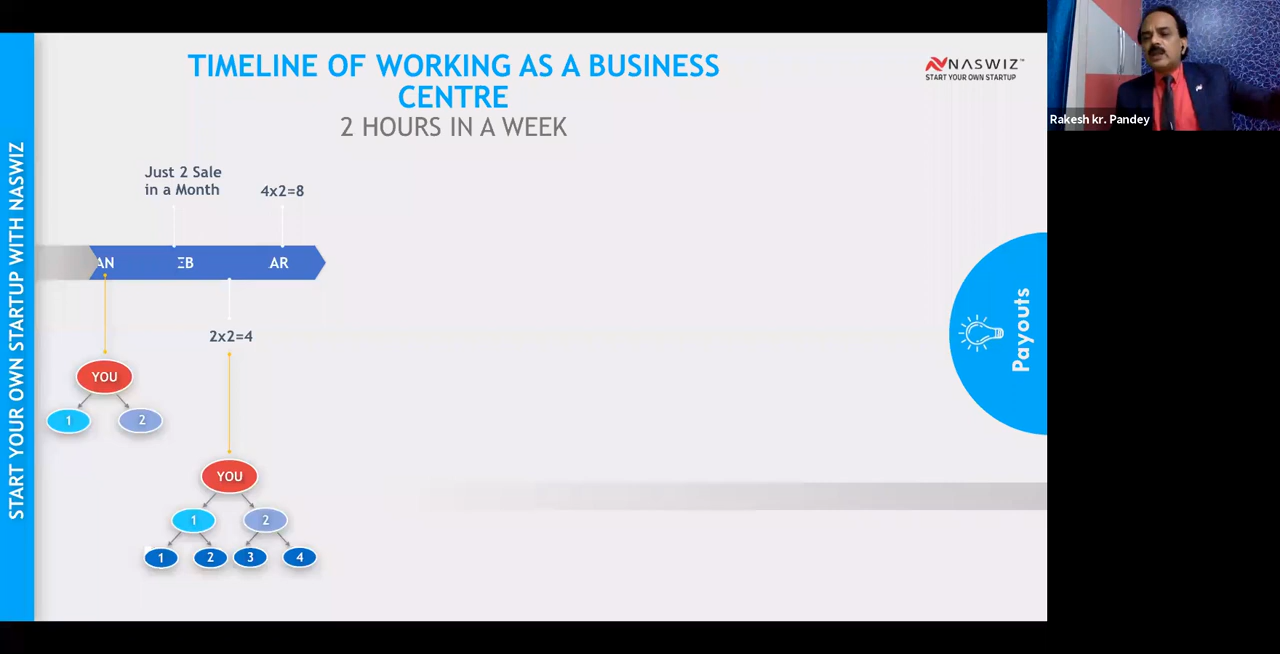 TIMELINE OF WORKING AS A BUSINESS
CENTRE
2 HOURS IN A WEEK
NASWIZ™
START YOUR OWN STARTUP
Rakesh kr. Pandey
START YOUR OWN STARTUP WITH NASWIZ
Just 2 Sale
in a Month
4x2=8
AN
EB
AR
2x2=4
YOU
1 2
YOU
1 2
1 2 3 4
Payouts